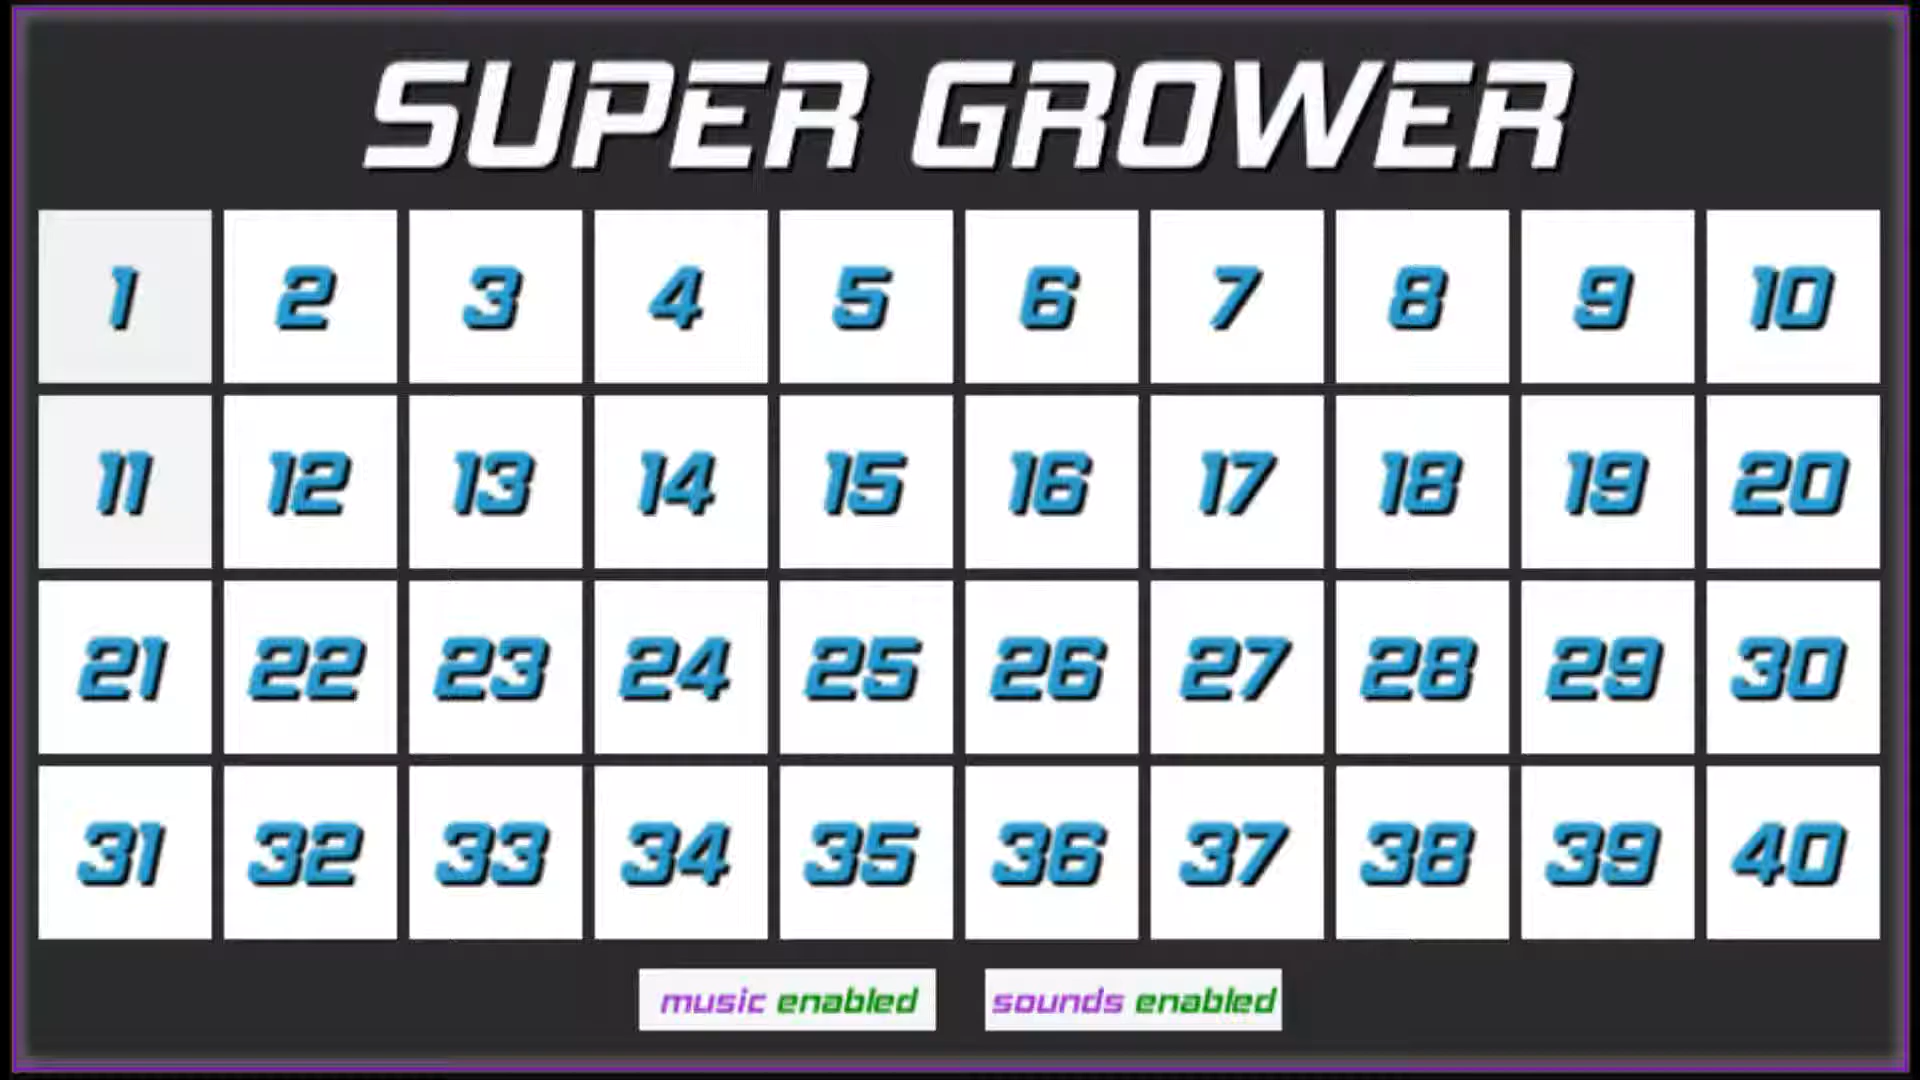 SUPER GROWER
1 2 3 4 5 6 7 8 9 10
11 12 13 14 15 16 17 18 19 20
21 22 23 24 25 26 27 28 29 30
31 32 33 34 35 36 37 38 39 40
music enabled sounds enabled